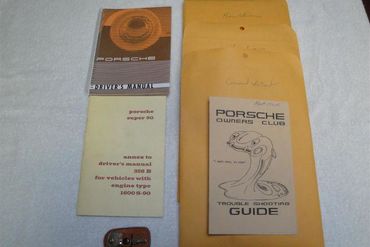 PORSCHE
DRIVER'S MANUAL
porsche
super 90
annex to
driver's manual
356 B
for vehicles with
engine type
1600 S-90
PORSCHE
OWNERS CLUB
TROUBLE SHOOTING
GUIDE